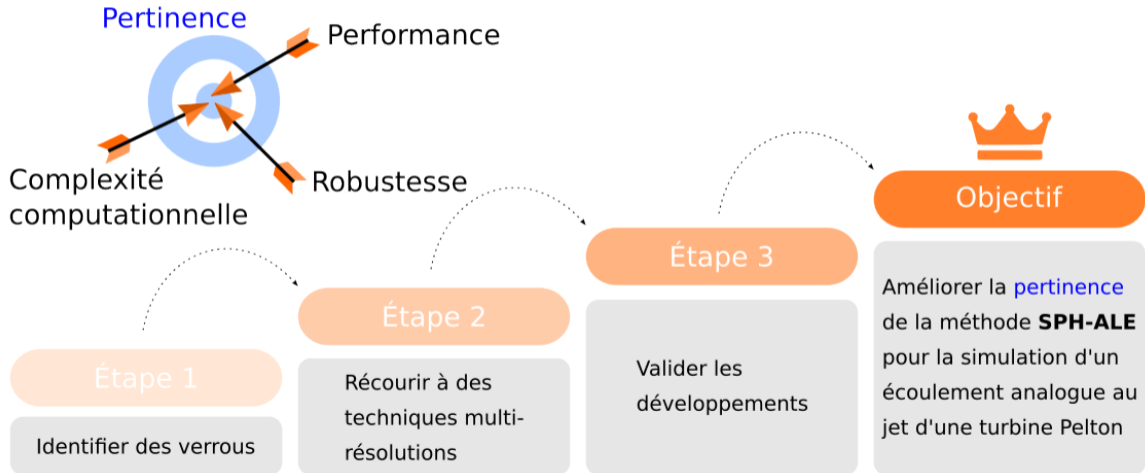 Pertinence
Performance
Complexité
computationnelle
Robustesse
Étape 1
Identifier des verrous
Étape 2
Récourir à des
techniques multi-
résolutions
Étape 3
Valider les
développements
Objectif
Améliorer la pertinence
de la méthode SPH-ALE
pour la simulation d'un
écoulement analogue au
jet d'une turbine Pelton